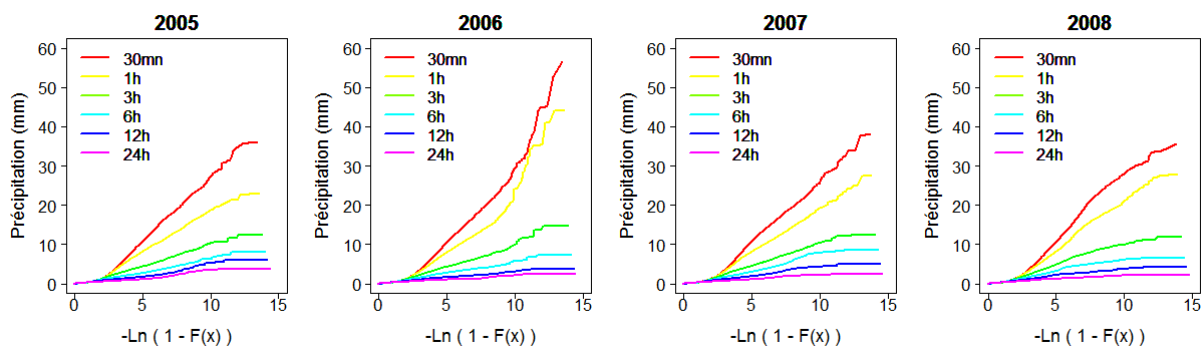 2005
Précipitation (mm)
60
50
40
30
20
10
0
30mn
1h
3h
6h
12h
24h
0 5 10 15
-Ln ( 1 - F(x) )
2006
Précipitation (mm)
60
50
40
30
20
10
0
30mn
1h
3h
6h
12h
24h
0 5 10 15
-Ln ( 1 - F(x) )
2007
Précipitation (mm)
60
50
40
30
20
10
0
30mn
1h
3h
6h
12h
24h
0 5 10 15
-Ln ( 1 - F(x) )
2008
Précipitation (mm)
60
50
40
30
20
10
0
30mn
1h
3h
6h
12h
24h
0 5 10 15
-Ln ( 1 - F(x) )